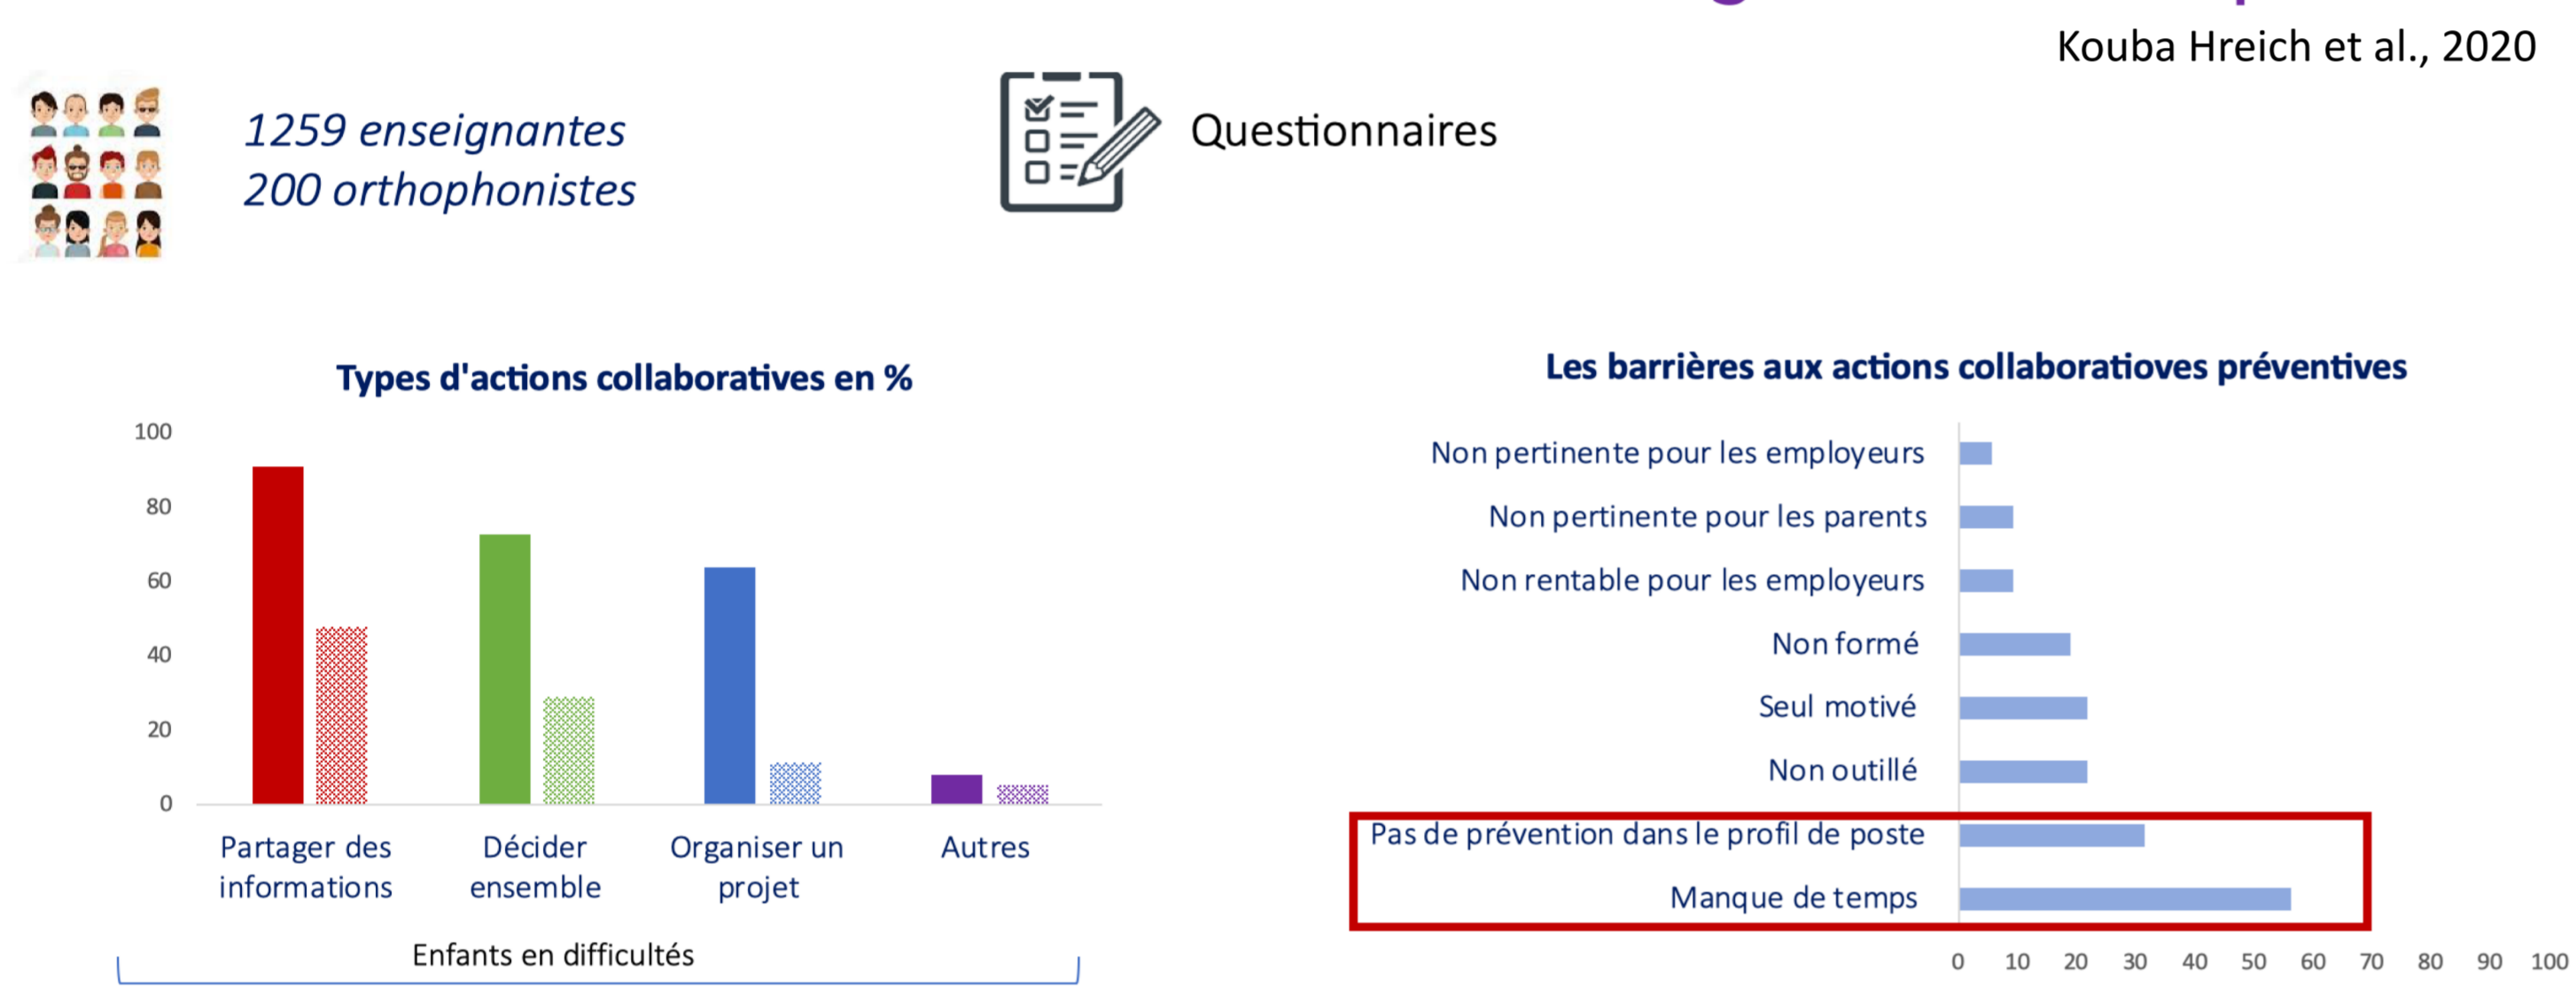 Kouba Hreich et al., 2020
1259 enseignantes
200 orthophonistes
Questionnaires
Types d'actions collaboratives en %
100
80
60
40
20
0
Partager des
informations
Décider
ensemble
Organiser un
projet
Autres
Enfants en difficultés
Les barrières aux actions collaboratioves préventives
Non pertinente pour les employeurs
Non pertinente pour les parents
Non rentable pour les employeurs
Non formé
Seul motivé
Non outillé
Pas de prévention dans le profil de poste
Manque de temps
0 10 20 30 40 50 60 70 80 90 100